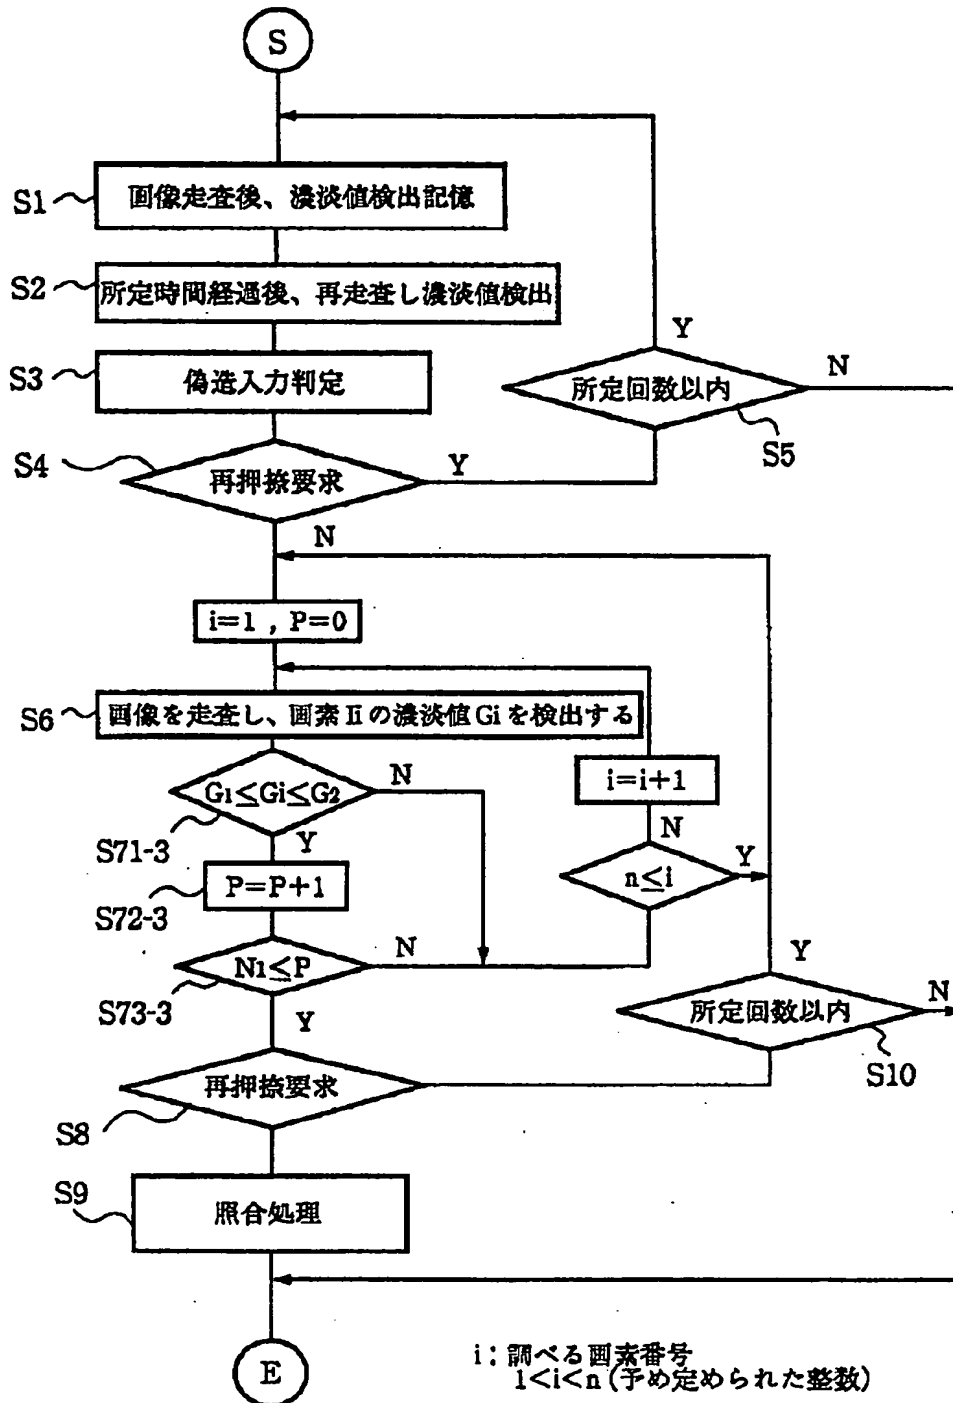 S
S1
画像走査後、濃淡値検出記憶
S2
所定時間経過後、再走査し濃淡値検出
Y
S3
偽造入力判定
所定回数以内
N
S5
S4
再押捺要求
Y
N
i=1 , P=0
S6
画像を走査し、画素 Ii の濃淡値 Gi を検出する
G1≤Gi≤G2
N
i=i+1
S71-3
Y
N
n≤i
Y
P=P+1
S72-3
N1≤P
N
Y
S73-3
Y
所定回数以内
N
再押捺要求
S10
S8
S9
照合処理
E
i : 調べる画素番号
1<i<n (予め定められた整数)